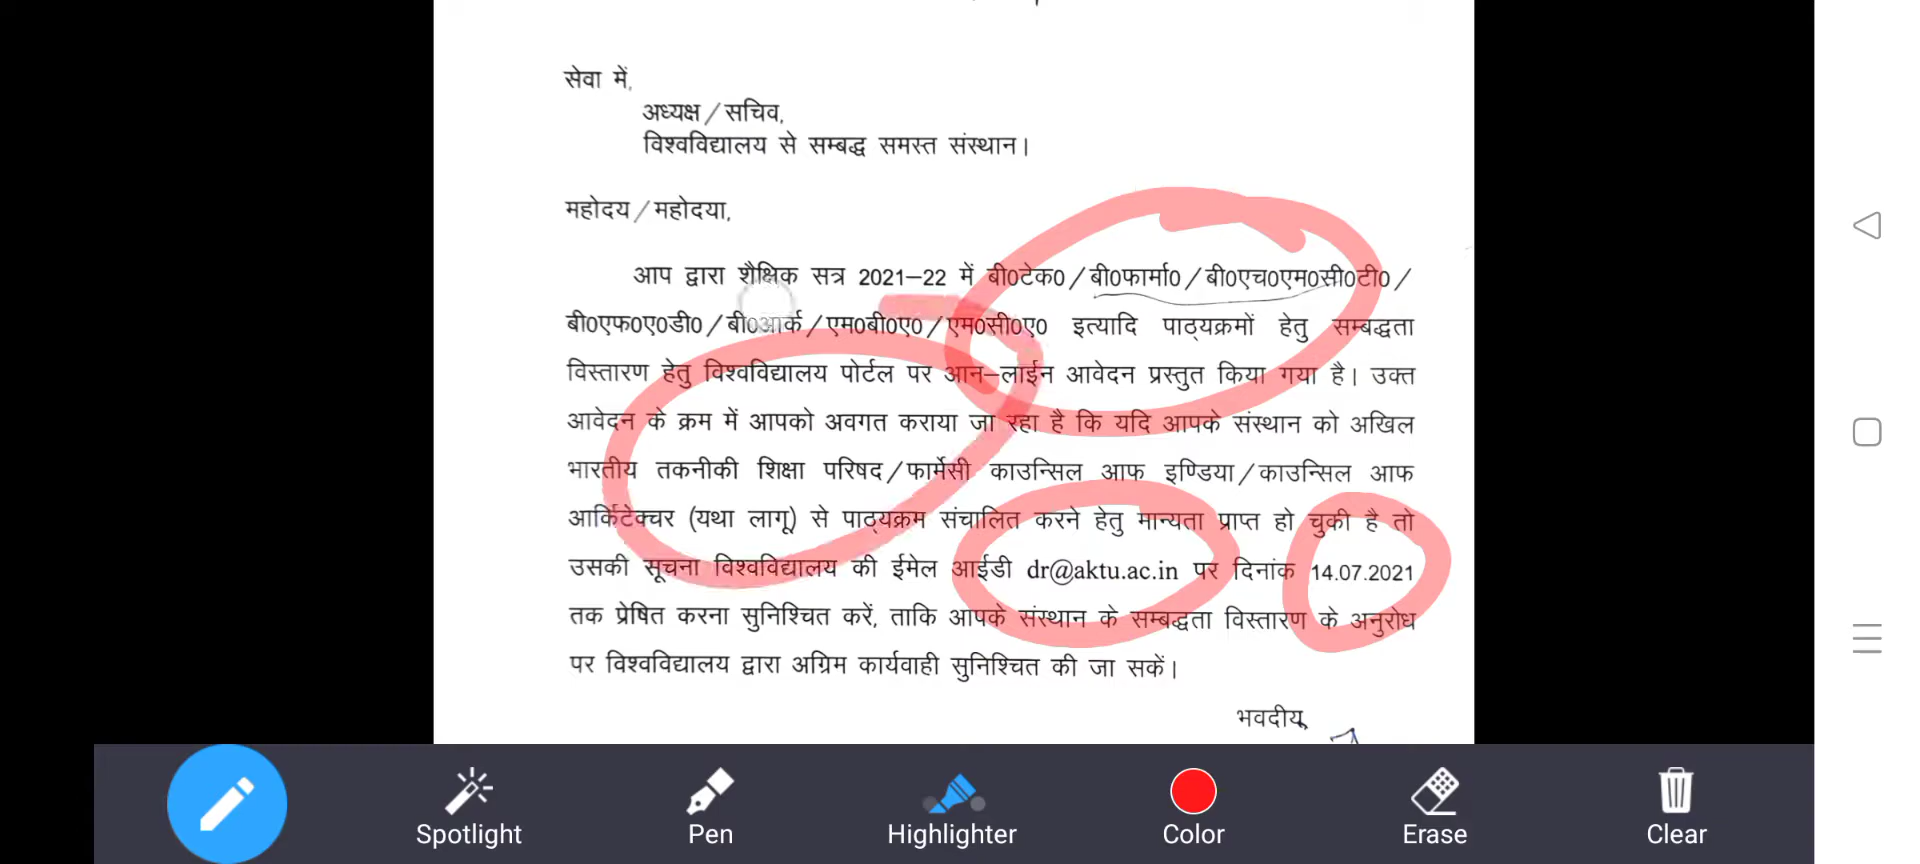 सेवा में,
अध्यक्ष/सचिव,
विश्वविद्यालय से सम्बद्ध समस्त संस्थान।
महोदय/महोदया,
आप द्वारा शैक्षिक सत्र 2021–22 में बी0टेक0/बी0फार्मा0/बी0एच0एम0सी0टी0/
बी0एफ0ए0डी0/बी0आर्क/एम0बी0ए0/एम0सी0ए0 इत्यादि पाठ्यक्रमों हेतु सम्बद्धता
विस्तारण हेतु विश्वविद्यालय पोर्टल पर आन–लाईन आवेदन प्रस्तुत किया गया है। उक्त
आवेदन के क्रम में आपको अवगत कराया जा रहा है कि यदि आपके संस्थान को अखिल
भारतीय तकनीकी शिक्षा परिषद/फार्मेसी काउन्सिल आफ इण्डिया/काउन्सिल आफ
आर्किटेक्चर (यथा लागू) से पाठ्यक्रम संचालित करने हेतु मान्यता प्राप्त हो चुकी है तो
उसकी सूचना विश्वविद्यालय की ईमेल आईडी dr@aktu.ac.in पर दिनांक 14.07.2021
तक प्रेषित करना सुनिश्चित करें, ताकि आपके संस्थान के सम्बद्धता विस्तारण के अनुरोध
पर विश्वविद्यालय द्वारा अग्रिम कार्यवाही सुनिश्चित की जा सकें।
भवदीय,
Spotlight Pen Highlighter Color Erase Clear